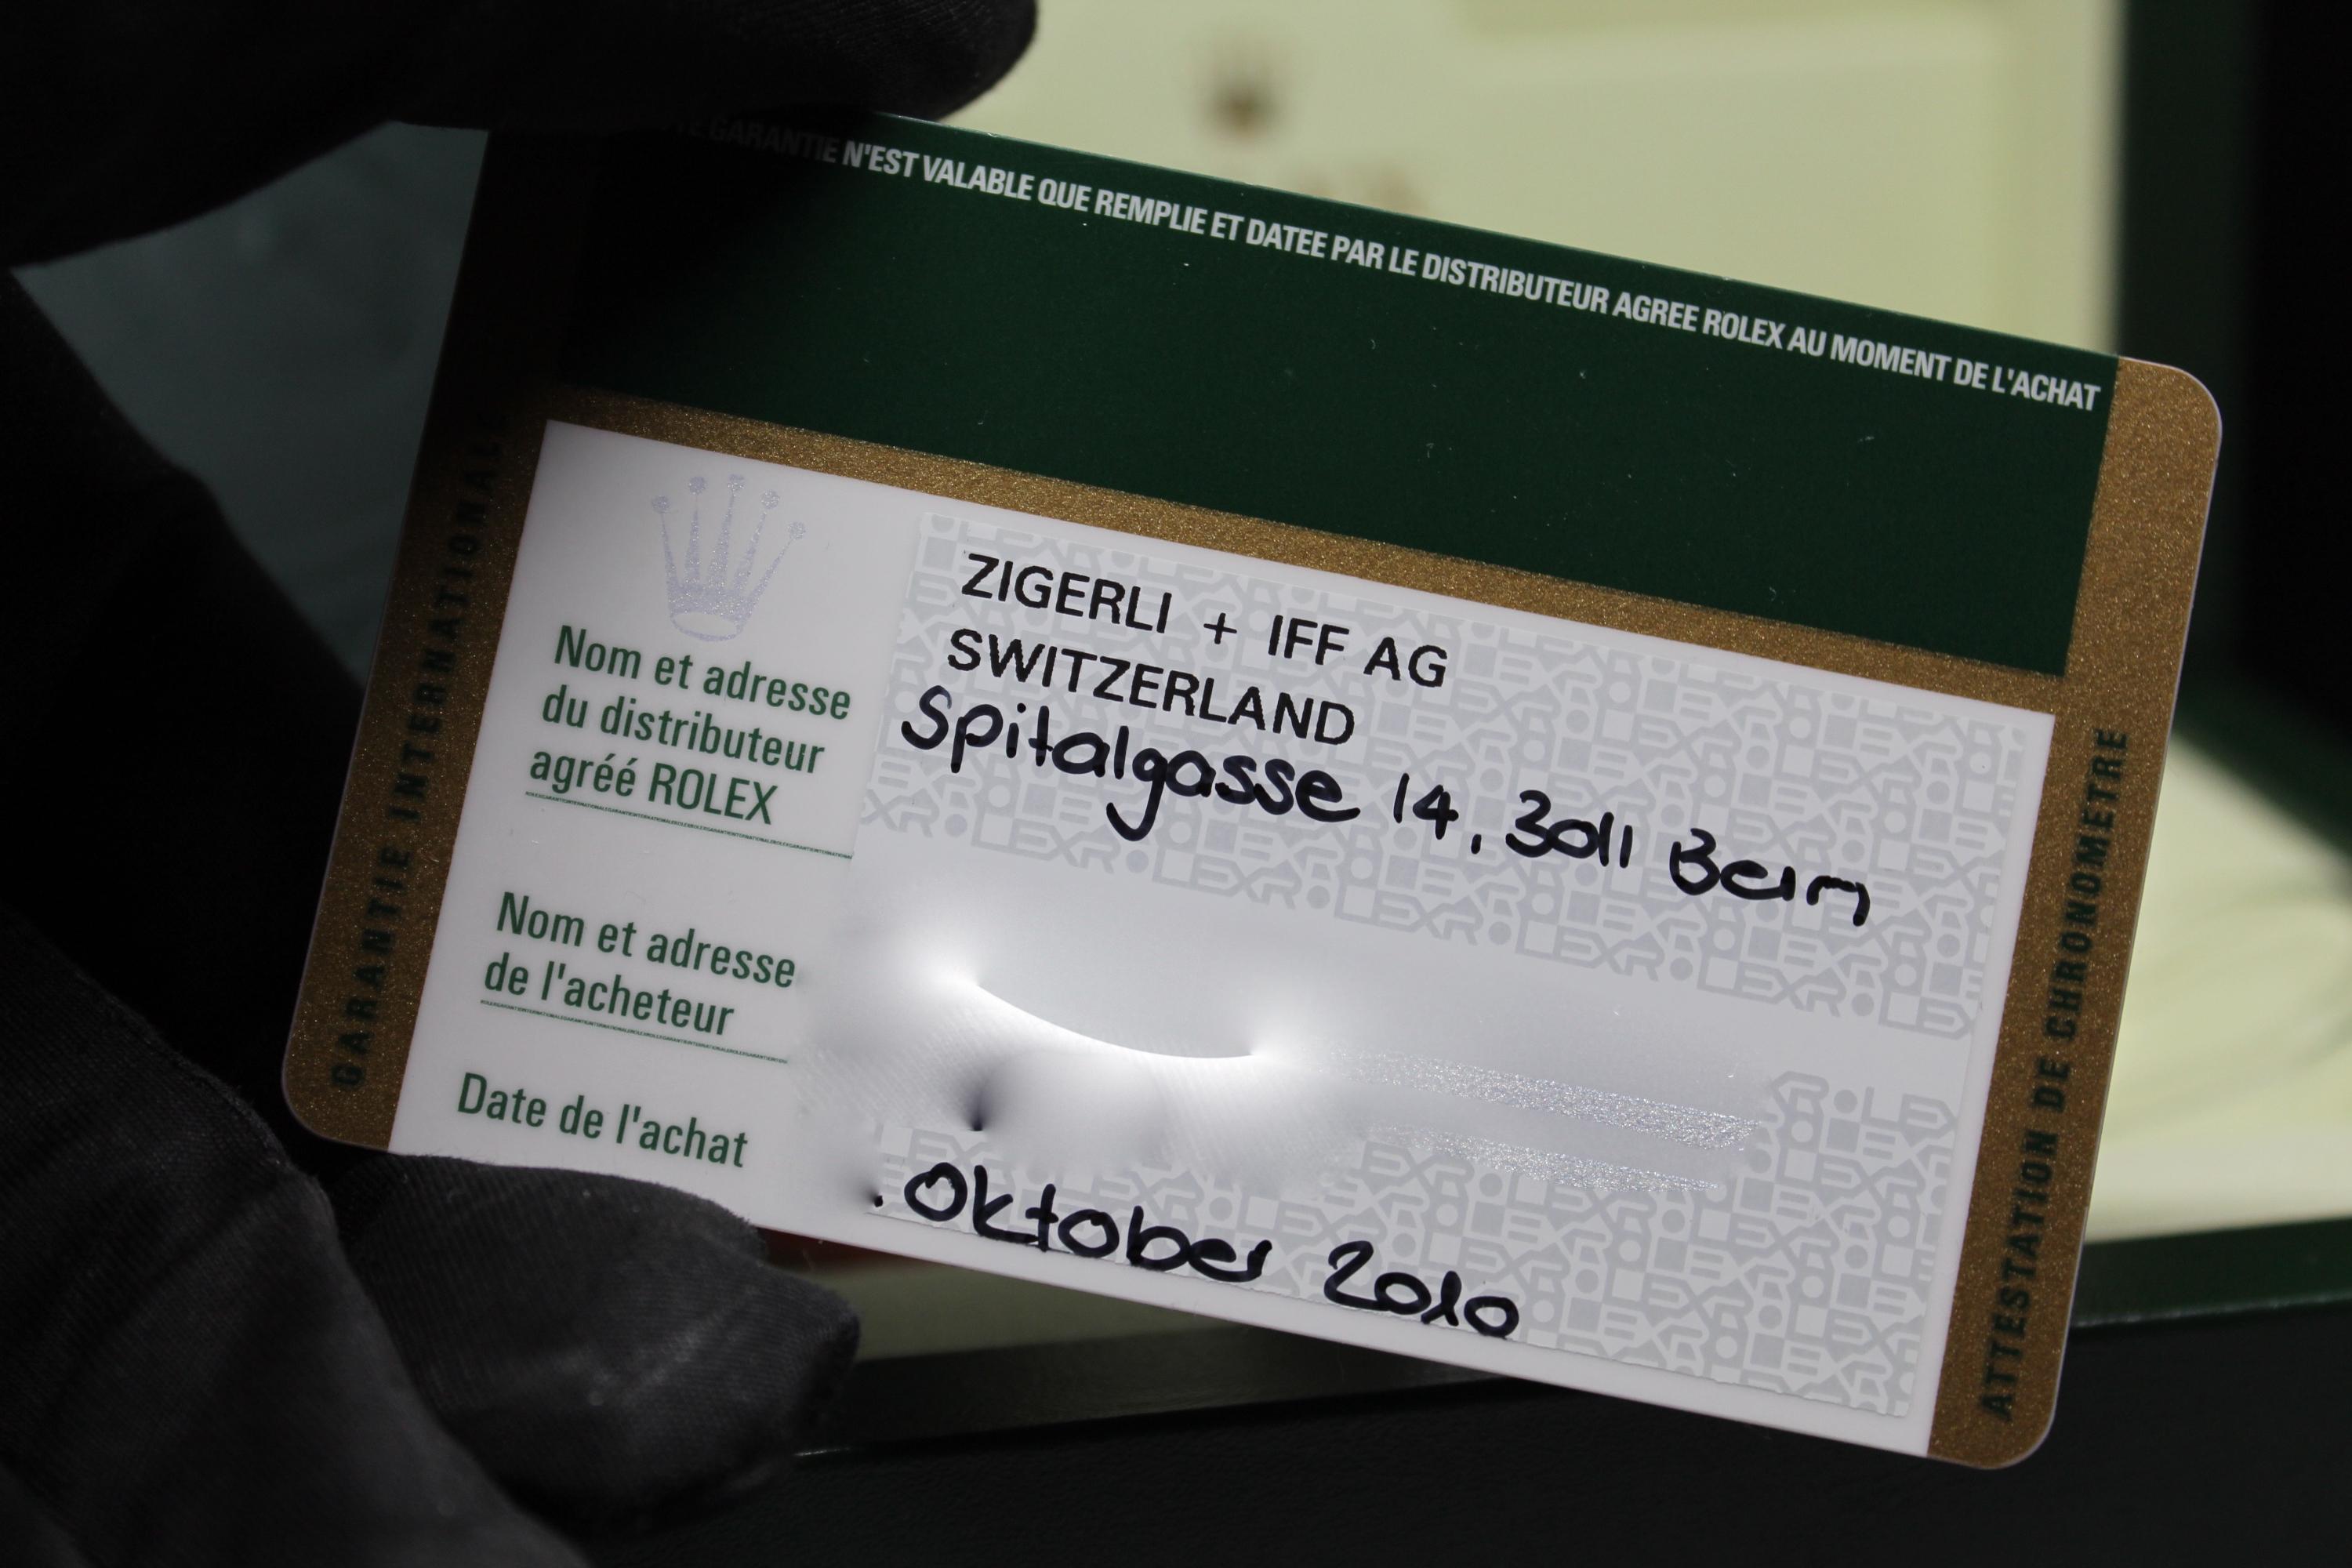 GARANTIE N'EST VALABLE QUE REMPLIE ET DATEE PAR LE DISTRIBUTEUR AGREE ROLEX AU MOMENT DE L'ACHAT
GARANTIE INTERNATIONALE
Nom et adresse
du distributeur
agréé ROLEX
ZIGERLI + IFF AG
SWITZERLAND
Spitalgasse 14, 3011 Bern
Nom et adresse
de l'acheteur
Date de l'achat
. Oktober 2010
ATTESTATION DE CHRONOMETRE